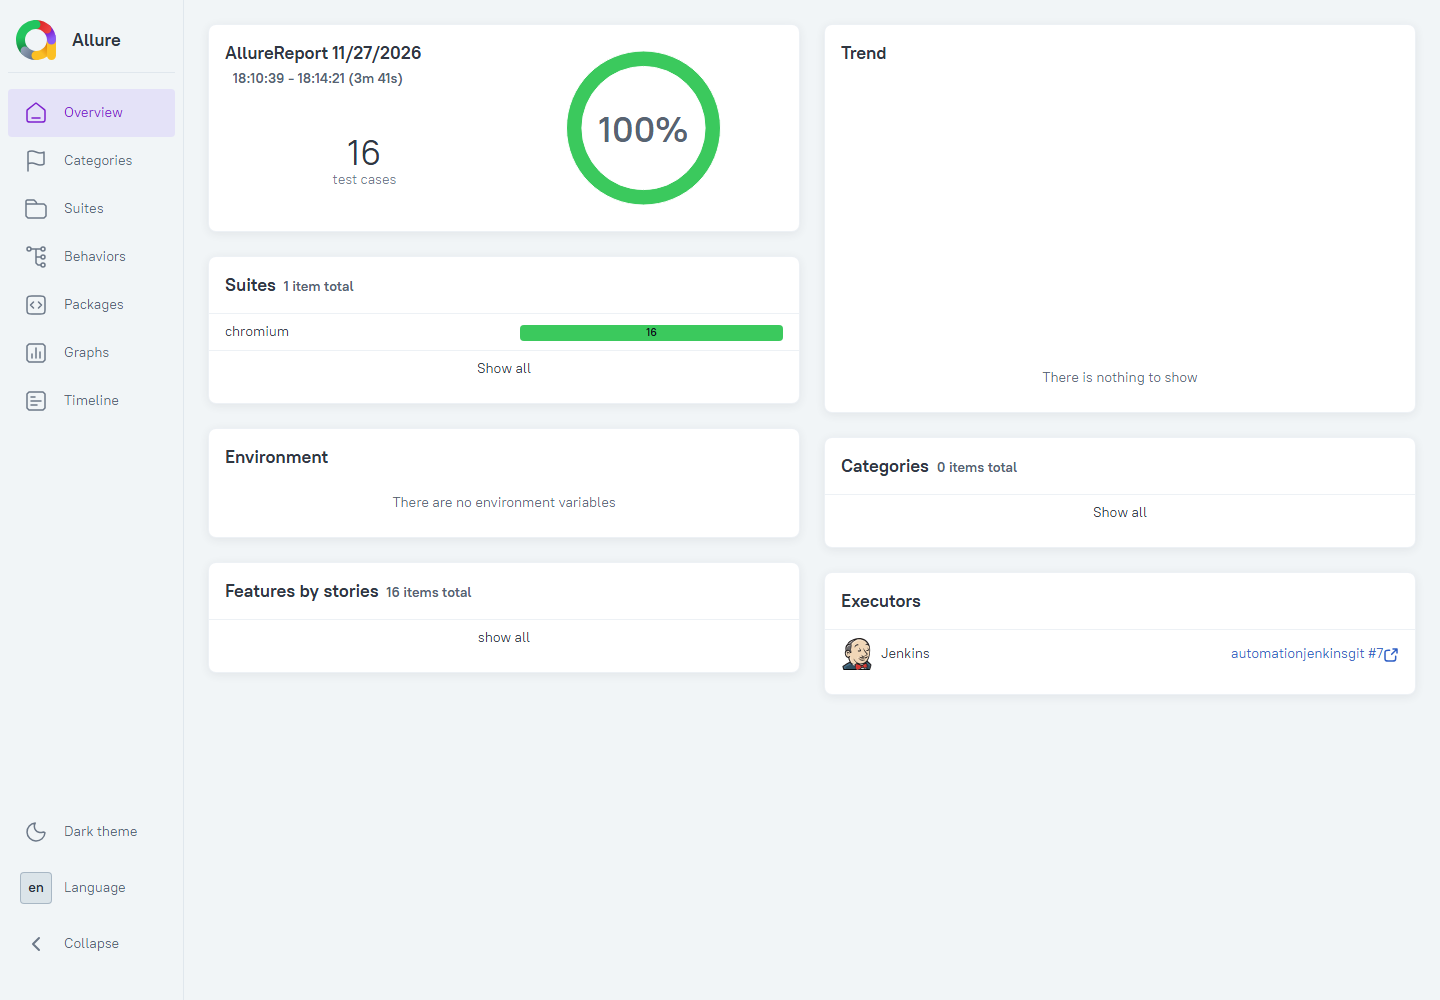 Allure
Overview
Categories
Suites
Behaviors
Packages
Graphs
Timeline
Dark theme
en Language
Collapse
AllureReport 11/27/2026
18:10:39 - 18:14:21 (3m 41s)
16
test cases
100%
Suites 1 item total
chromium 16
Show all
Environment
There are no environment variables
Features by stories 16 items total
show all
Trend
There is nothing to show
Categories 0 items total
Show all
Executors
Jenkins automationjenkinsgit #7